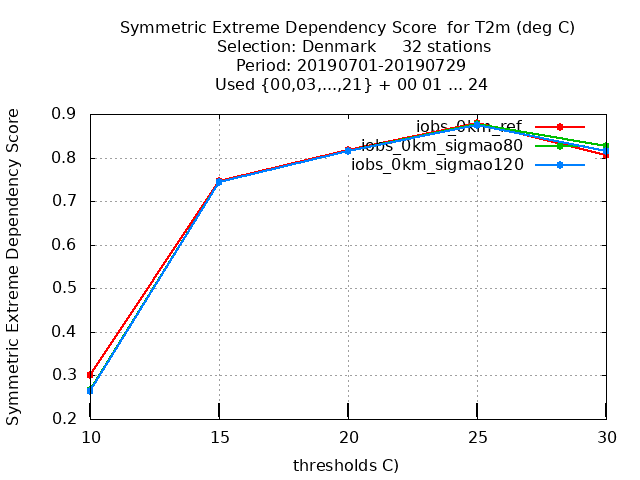 Symmetric Extreme Dependency Score  for T2m (deg C)
Selection: Denmark     32 stations
Period: 20190701-20190729
Used {00,03,...,21} + 00 01 ... 24
Symmetric Extreme Dependency Score
0.9
0.8
0.7
0.6
0.5
0.4
0.3
0.2
iobs_0km_ref
iobs_0km_sigmao80
iobs_0km_sigmao120
10 15 20 25 30
thresholds C)